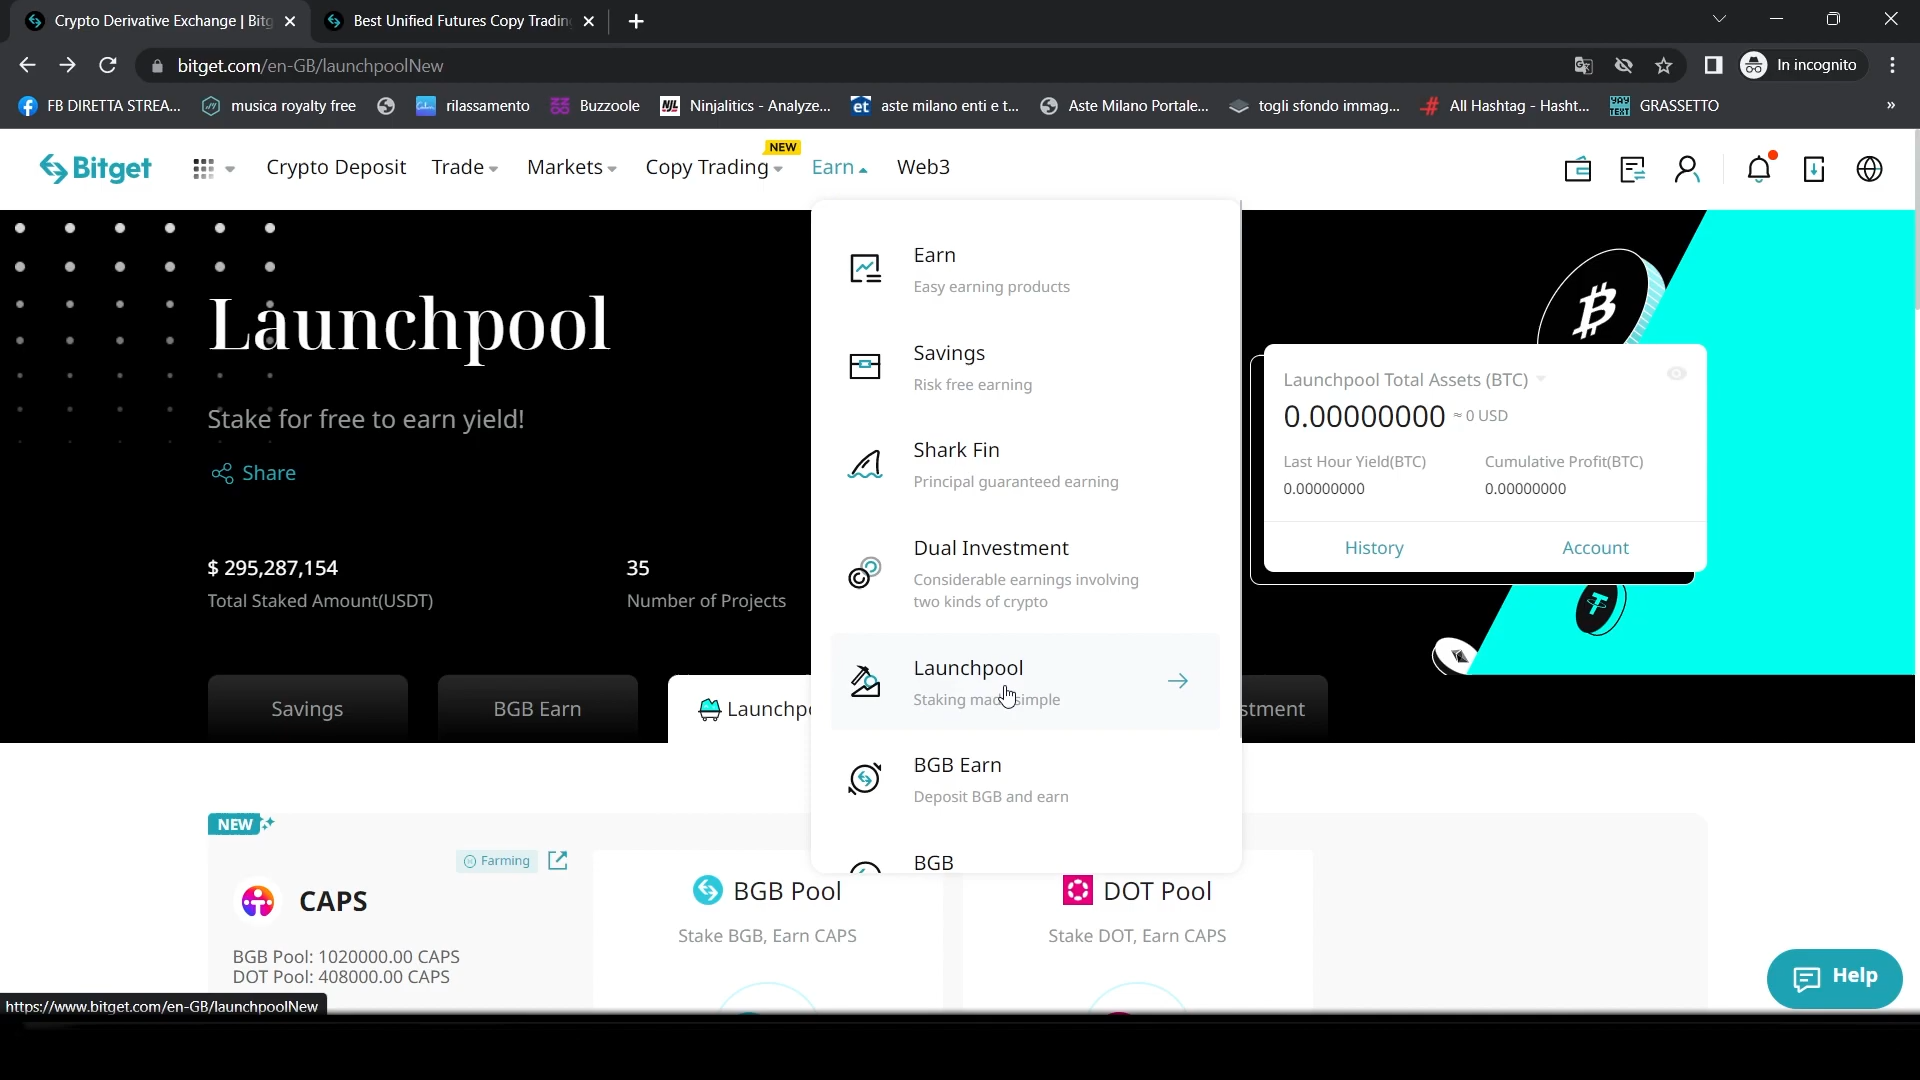 Crypto Derivative Exchange | Bitg
Best Unified Futures Copy Tradin
bitget.com/en-GB/launchpoolNew
In incognito
FB DIRETTA STREA...
musica royalty free
rilassamento
Buzzoole
NJL Ninjalitics - Analyze...
et aste milano enti e t...
Aste Milano Portale...
togli sfondo immag...
# All Hashtag - Hasht...
YAY TEXT GRASSETTO
»
Bitget
Crypto Deposit
Trade
Markets
Copy Trading
NEW
Earn
Web3
Launchpool
Stake for free to earn yield!
Share
$ 295,287,154
Total Staked Amount(USDT)
35
Number of Projects
Earn
Easy earning products
Savings
Risk free earning
Shark Fin
Principal guaranteed earning
Dual Investment
Considerable earnings involving
two kinds of crypto
Launchpool
Staking made simple
BGB Earn
Deposit BGB and earn
BGB
Launchpool Total Assets (BTC)
0.00000000 ≈ 0 USD
Last Hour Yield(BTC)
Cumulative Profit(BTC)
0.00000000
0.00000000
History
Account
Savings
BGB Earn
Launchpo
stment
NEW
Farming
CAPS
BGB Pool: 1020000.00 CAPS
DOT Pool: 408000.00 CAPS
BGB Pool
Stake BGB, Earn CAPS
DOT Pool
Stake DOT, Earn CAPS
Help
https://www.bitget.com/en-GB/launchpoolNew